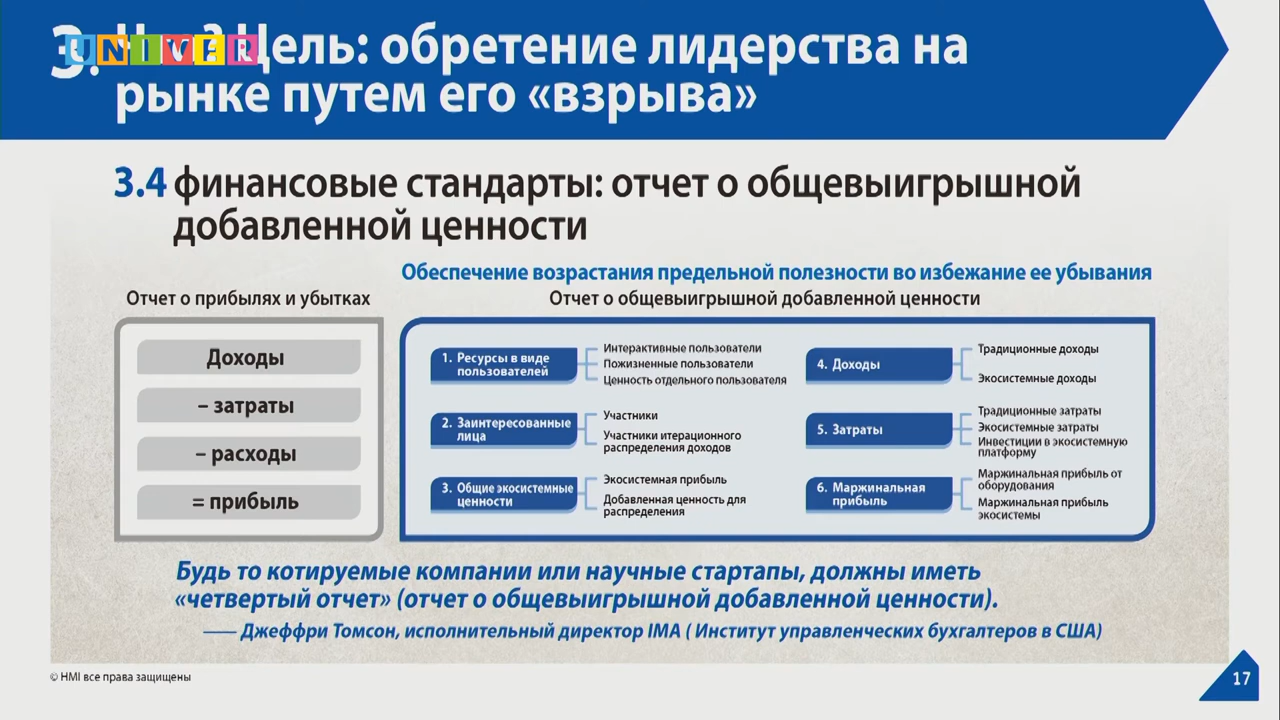 UNIVER
3. Цель: обретение лидерства на
рынке путем его «взрыва»
3.4 финансовые стандарты: отчет о общевыигрышной
добавленной ценности
Обеспечение возрастания предельной полезности во избежание ее убывания
Отчет о прибылях и убытках
Отчет о общевыигрышной добавленной ценности
Доходы
– затраты
– расходы
= прибыль
1. Ресурсы в виде
пользователей
Интерактивные пользователи
Пожизненные пользователи
Ценность отдельного пользователя
2. Заинтересованные
лица
Участники
Участники итерационного
распределения доходов
3. Общие экосистемные
ценности
Экосистемная прибыль
Добавленная ценность для
распределения
4. Доходы
Традиционные доходы
Экосистемные доходы
5. Затраты
Традиционные затраты
Экосистемные затраты
Инвестиции в экосистемную
платформу
6. Маржинальная
прибыль
Маржинальная прибыль от
оборудования
Маржинальная прибыль
экосистемы
Будь то котируемые компании или научные стартапы, должны иметь
«четвертый отчет» (отчет о общевыигрышной добавленной ценности).
—— Джеффри Томсон, исполнительный директор IMA ( Институт управленческих бухгалтеров в США)
© HMI все права защищены
17